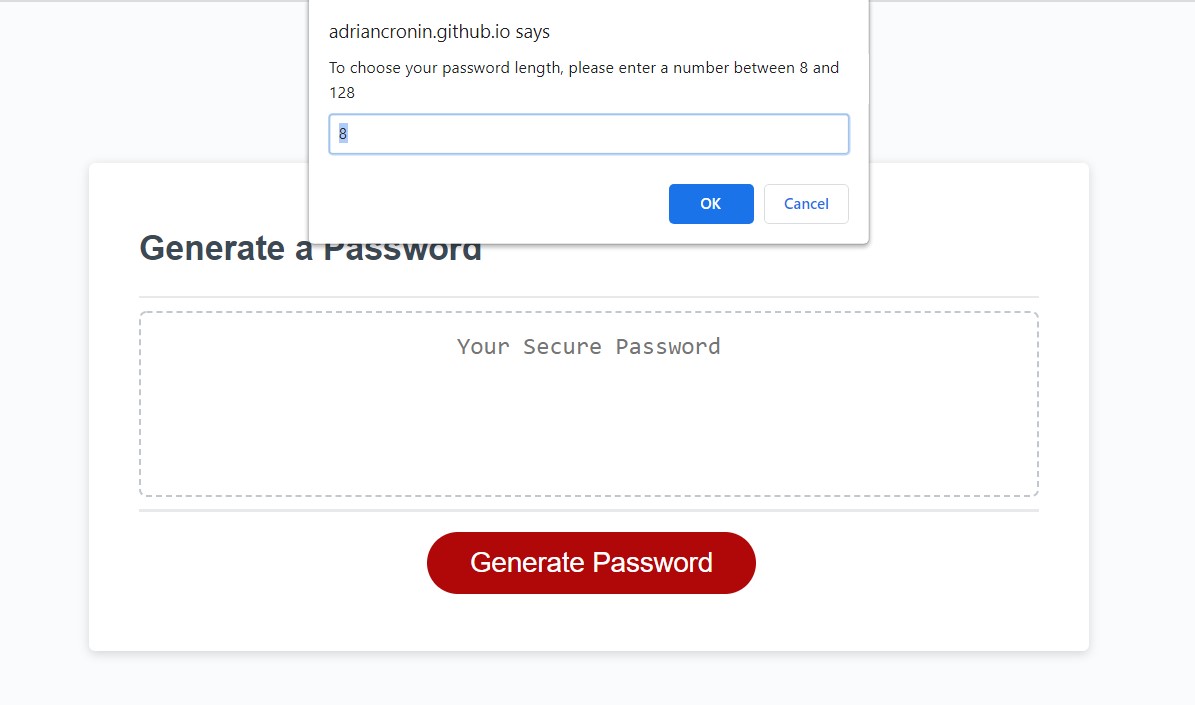 adriancronin.github.io says
To choose your password length, please enter a number between 8 and
128
8
OK Cancel
Generate a Password
Your Secure Password
Generate Password